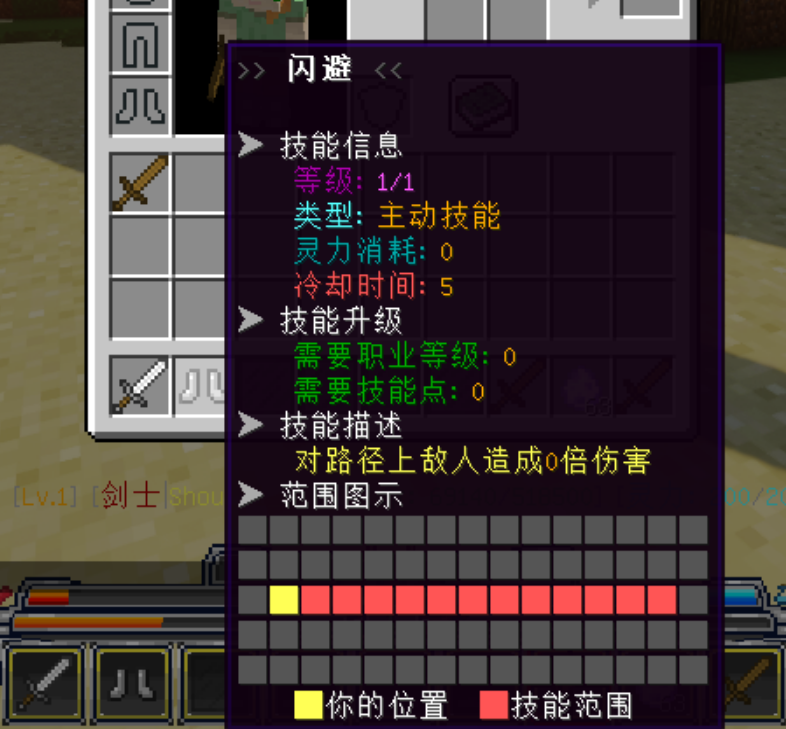 >> 闪避 <<
➤ 技能信息
等级: 1/1
类型: 主动技能
灵力消耗: 0
冷却时间: 5
➤ 技能升级
需要职业等级: 0
需要技能点: 0
➤ 技能描述
对路径上敌人造成0倍伤害
[Lv.1] [剑士|Shou
➤ 范围图示
你的位置 技能范围